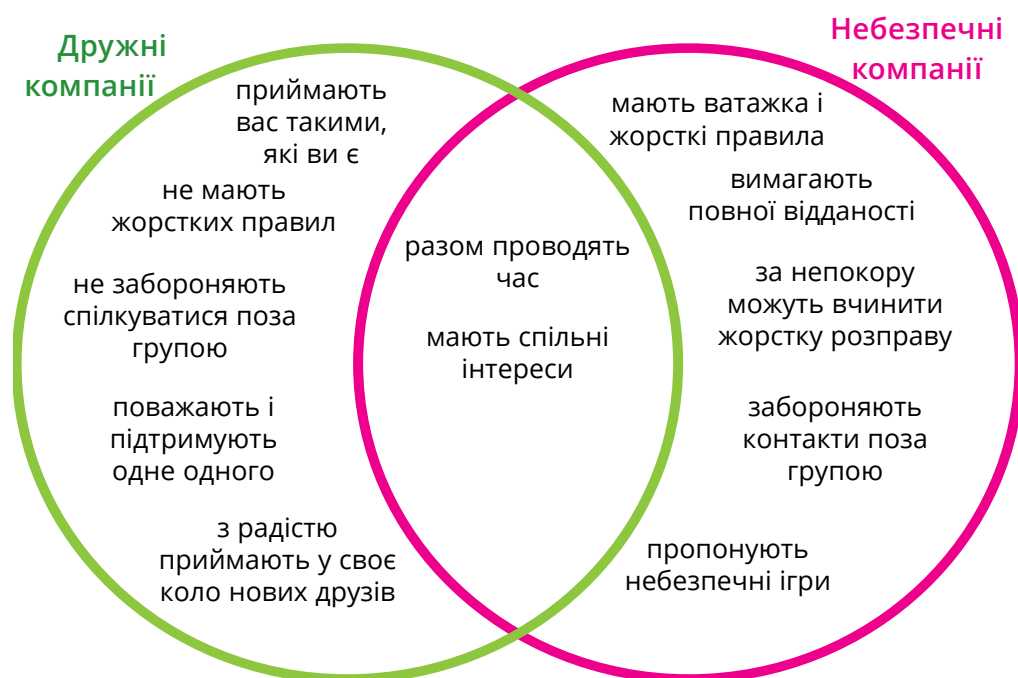 Дружні
компанії
приймають
вас такими,
які ви є
не мають
жорстких правил
не забороняють
спілкуватися поза
групою
поважають і
підтримують
одне одного
з радістю
приймають у своє
коло нових друзів
разом проводять
час
мають спільні
інтереси
Небезпечні
компанії
мають ватажка і
жорсткі правила
вимагають
повної відданості
за непокору
можуть вчинити
жорстку розправу
забороняють
контакти поза
групою
пропонують
небезпечні ігри